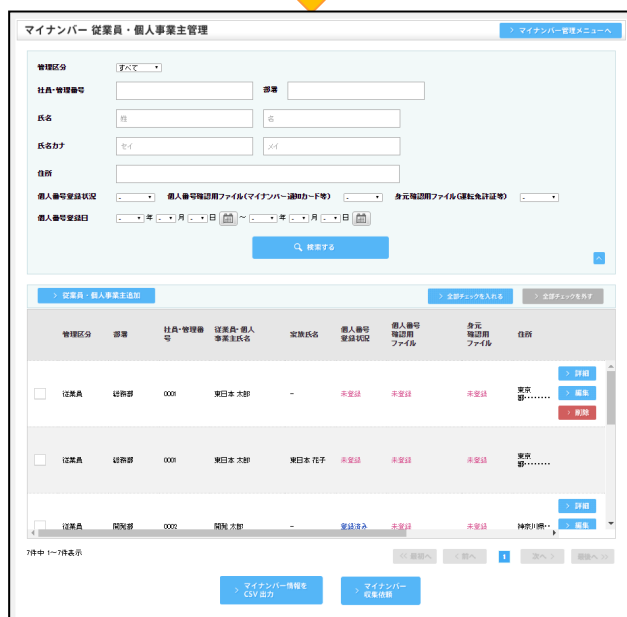 マイナンバー 従業員・個人事業主管理
> マイナンバー管理メニューへ
管理区分 すべて
社員・管理番号 部署
氏名 姓 名
氏名カナ セイ メイ
住所
個人番号登録状況 - 個人番号確認用ファイル(マイナンバー通知カード等) - 身元確認用ファイル(運転免許証等) -
個人番号登録日 - 年 - 月 - 日 ~ - 年 - 月 - 日
検索する
> 従業員・個人事業主追加 > 全部チェックを入れる > 全部チェックを外す
管理区分 部署 社員・管理番号 従業員・個人事業主氏名 家族氏名 個人番号登録状況 個人番号確認用ファイル 身元確認用ファイル 住所
> 詳細
従業員 総務部 0001 東日本 太郎 - 未登録 未登録 未登録 東京都・・・・・・・・ > 編集
> 削除
従業員 総務部 0001 東日本 太郎 東日本 花子 未登録 未登録 未登録 東京都・・・・・・・・
> 詳細
従業員 開発部 0002 開発 太郎 - 登録済み 未登録 未登録 神奈川県・・ > 編集
7件中 1~7件表示 << 最初へ < 前へ 1 次へ > 最後へ >>
> マイナンバー情報を
CSV出力
> マイナンバー
収集依頼